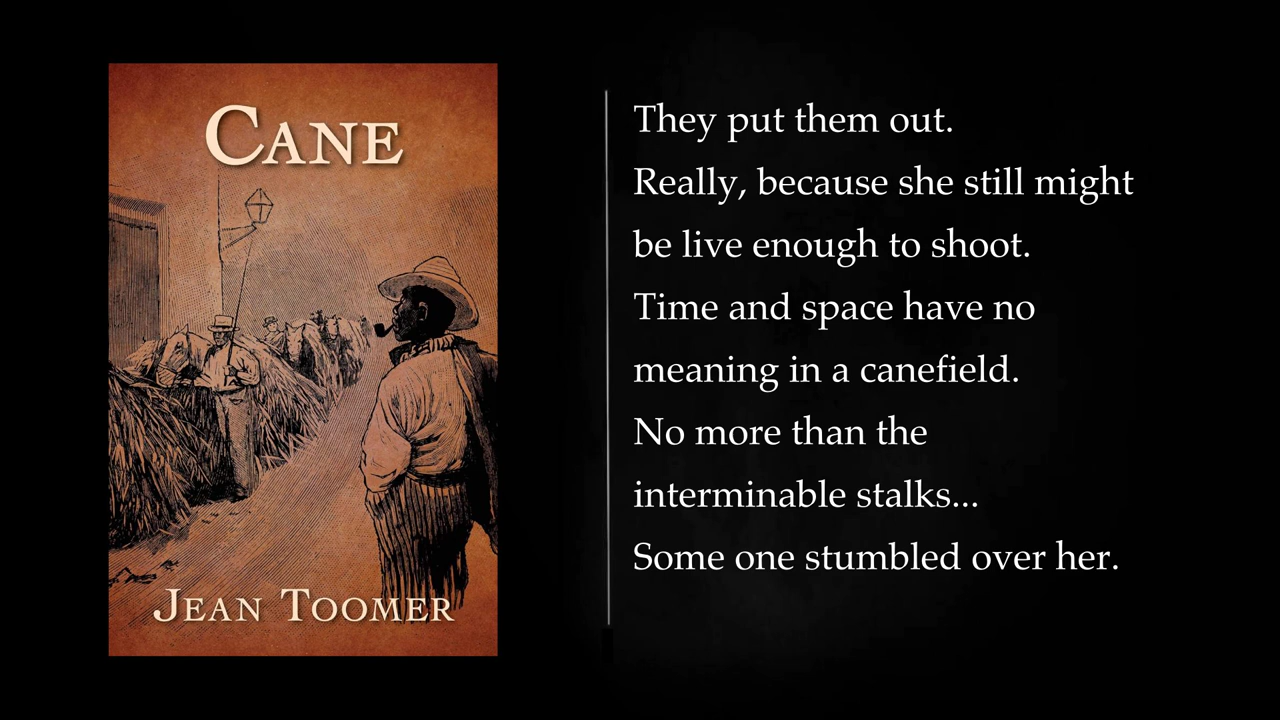 CANE
JEAN TOOMER
They put them out.
Really, because she still might
be live enough to shoot.
Time and space have no
meaning in a canefield.
No more than the
interminable stalks...
Some one stumbled over her.